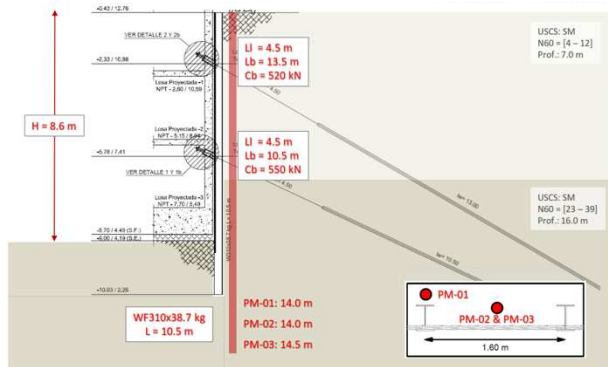 +0,43 / 12,76
VER DETALLE 2 Y 2b
-2,33 / 10,86
Losa Proyectada -1
NPT - 2,60 / 10,59
H = 8.6 m
Losa Proyectada -2
NPT - 5,15 /
-5,78 / 7,41
VER DETALLE 1 Y 1b
Losa Proyectada -3
NPT - 7,70 / 5,49
-8,70 / 4,49 (S.F.)
-9,00 / 4,19 (S.E.)
-10,93 / 2,26
Ll = 4.5 m
Lb = 13.5 m
Cb = 520 kN
Ll = 4.5 m
Lb = 10.5 m
Cb = 550 kN
WF310x38.7 kg
L = 10.5 m
PM-01: 14.0 m
PM-02: 14.0 m
PM-03: 14.5 m
USCS: SM
N60 = [4 – 12]
Prof.: 7.0 m
USCS: SM
N60 = [23 – 39]
Prof.: 16.0 m
PM-01
PM-02 & PM-03
1.60 m